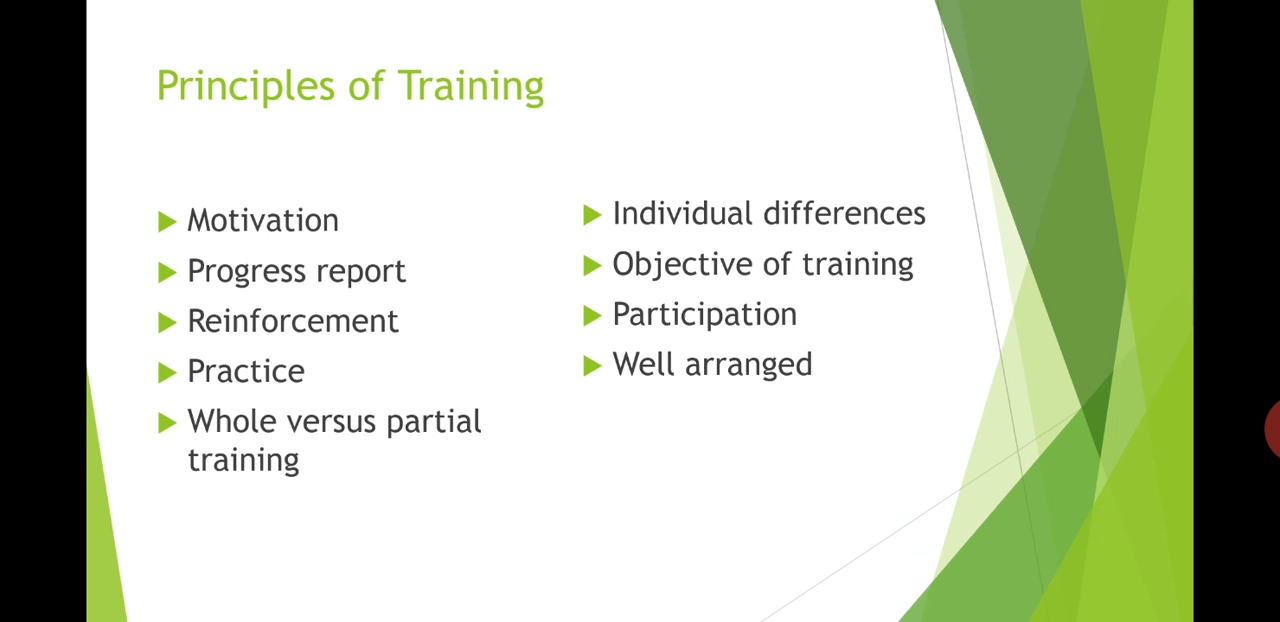 Principles of Training
Motivation
Progress report
Reinforcement
Practice
Whole versus partial
training
Individual differences
Objective of training
Participation
Well arranged